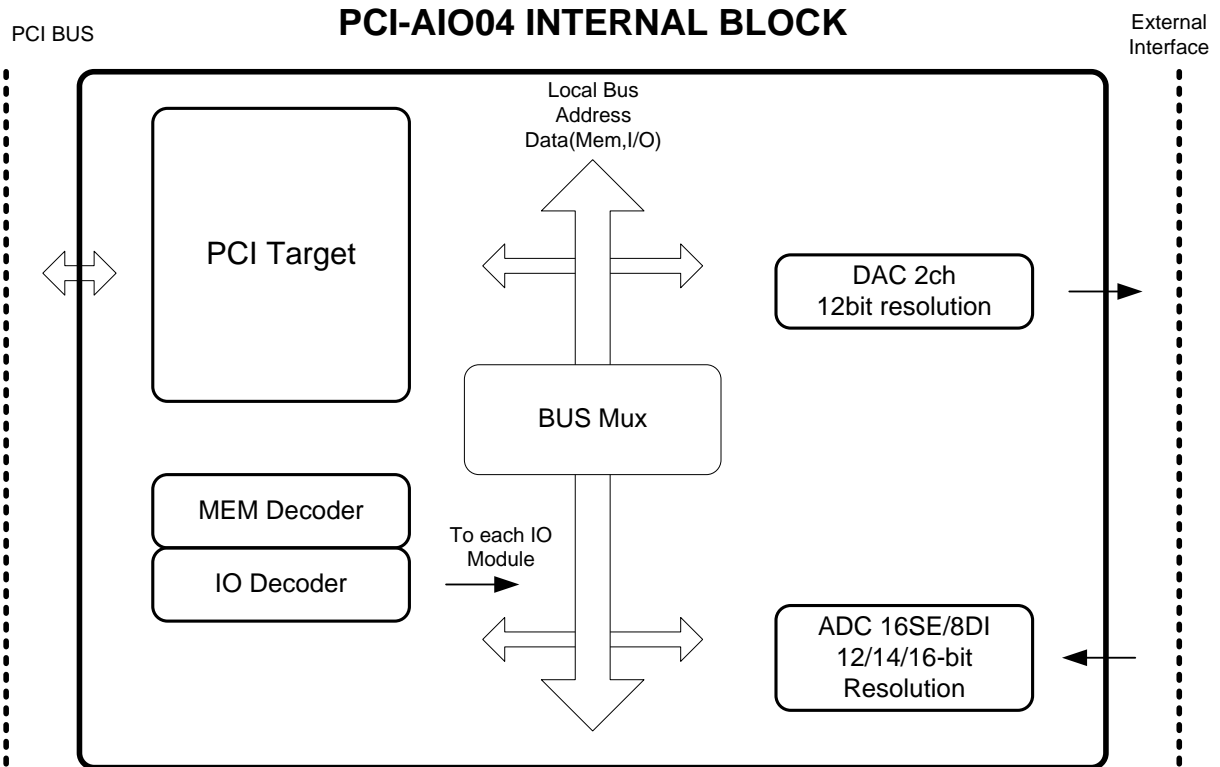 PCI-AIO04 INTERNAL BLOCK
PCI BUS
External
Interface
Local Bus
Address
Data(Mem,I/O)
PCI Target
DAC 2ch
12bit resolution
BUS Mux
MEM Decoder
IO Decoder
To each IO
Module
ADC 16SE/8DI
12/14/16-bit
Resolution